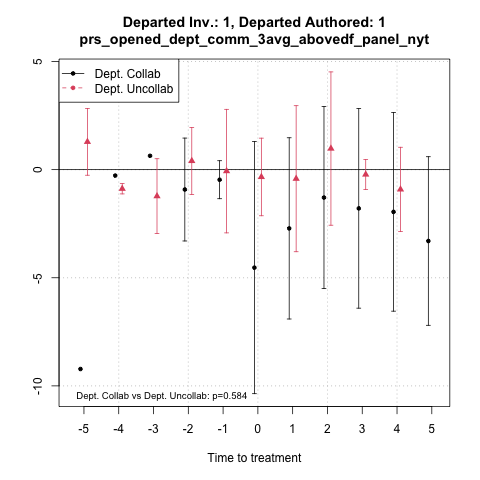 Departed Inv.: 1, Departed Authored: 1
prs_opened_dept_comm_3avg_abovedf_panel_nyt
Dept. Collab
Dept. Uncollab
5
0
-5
-10
Dept. Collab vs Dept. Uncollab: p=0.584
-5 -4 -3 -2 -1 0 1 2 3 4 5
Time to treatment